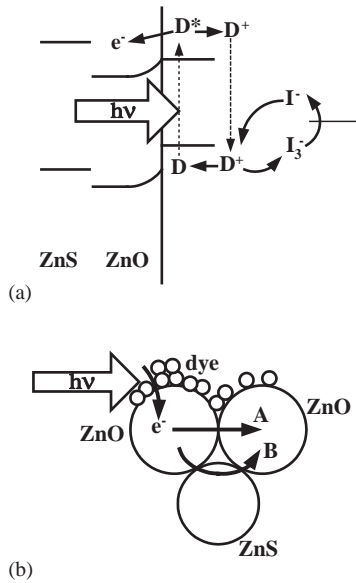 e⁻ D* D⁺
hν
I⁻
I₃⁻
D D⁺
ZnS ZnO
(a)
dye
hν
ZnO
ZnO
e⁻
A
B
ZnS
(b)